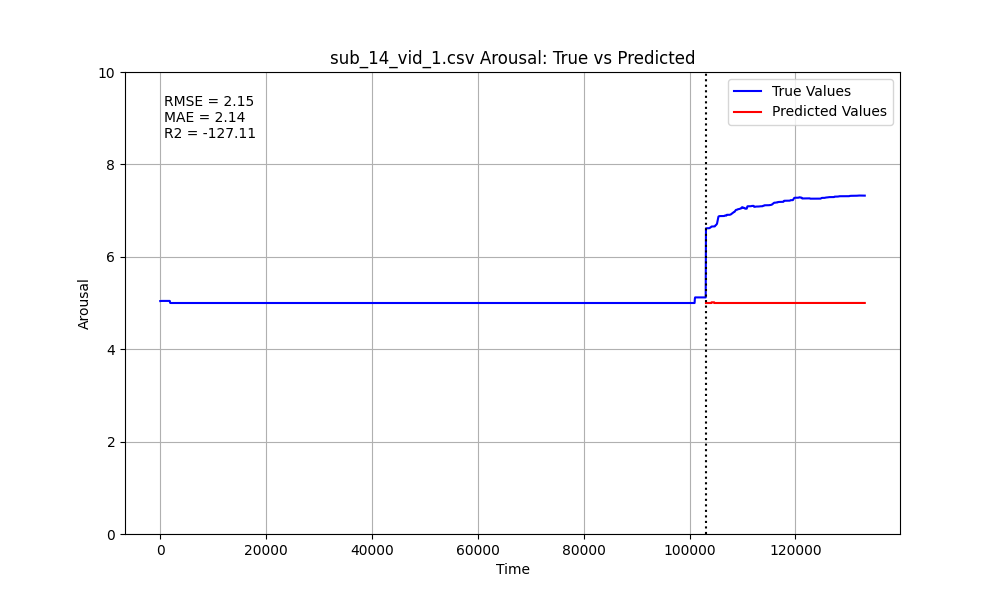 sub_14_vid_1.csv Arousal: True vs Predicted
RMSE = 2.15
MAE = 2.14
R2 = -127.11
True Values
Predicted Values
Arousal
10
8
6
4
2
0
0 20000 40000 60000 80000 100000 120000
Time